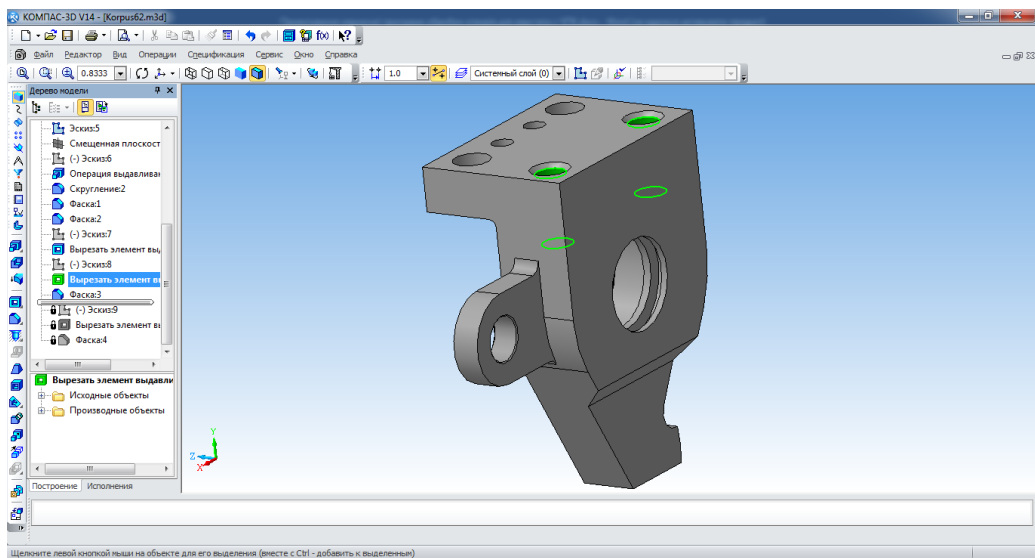 КОМПАС-3D V14 - [Korpus62.m3d]
Файл Редактор Вид Операции Спецификация Сервис Окно Справка
0.8333 1.0 Системный слой (0)
Дерево модели
Эскиз:5
Смещенная плоскост
(-) Эскиз:6
Операция выдавливан
Скругление:2
Фаска:1
Фаска:2
(-) Эскиз:7
Вырезать элемент выд
(-) Эскиз:8
Вырезать элемент вы
Фаска:3
(-) Эскиз:9
Вырезать элемент вы
Фаска:4
Вырезать элемент выдавли
Исходные объекты
Производные объекты
Построение Исполнения
Y
Z
X
Щелкните левой кнопкой мыши на объекте для его выделения (вместе с Ctrl - добавить к выделенным)